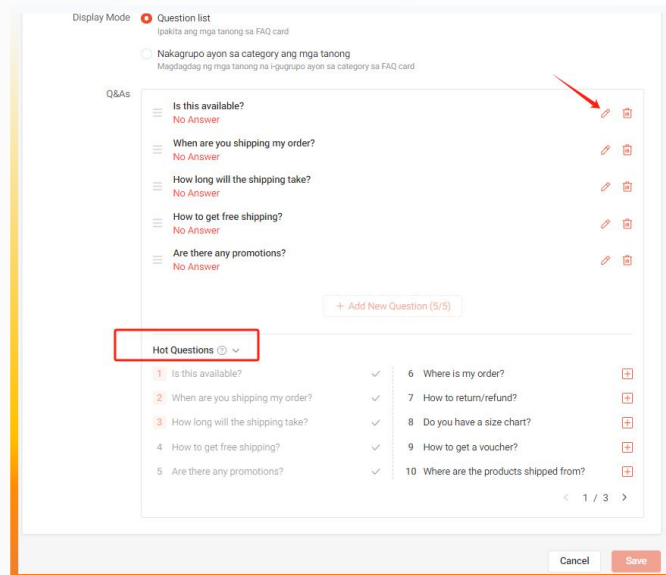 Display Mode
Question list
Ipakita ang mga tanong sa FAQ card
Nakagrupo ayon sa category ang mga tanong
Magdagdag ng mga tanong na i-gugrupo ayon sa category sa FAQ card
Q&As
Is this available?
No Answer
When are you shipping my order?
No Answer
How long will the shipping take?
No Answer
How to get free shipping?
No Answer
Are there any promotions?
No Answer
+ Add New Question (5/5)
Hot Questions
1 Is this available?
2 When are you shipping my order?
3 How long will the shipping take?
4 How to get free shipping?
5 Are there any promotions?
6 Where is my order?
7 How to return/refund?
8 Do you have a size chart?
9 How to get a voucher?
10 Where are the products shipped from?
< 1 / 3 >
Cancel
Save